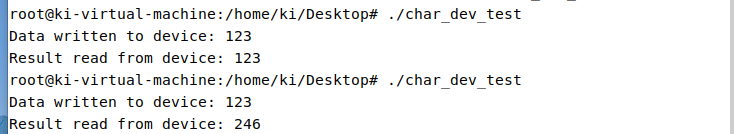 root@ki-virtual-machine:/home/ki/Desktop# ./char_dev_test
Data written to device: 123
Result read from device: 123
root@ki-virtual-machine:/home/ki/Desktop# ./char_dev_test
Data written to device: 123
Result read from device: 246